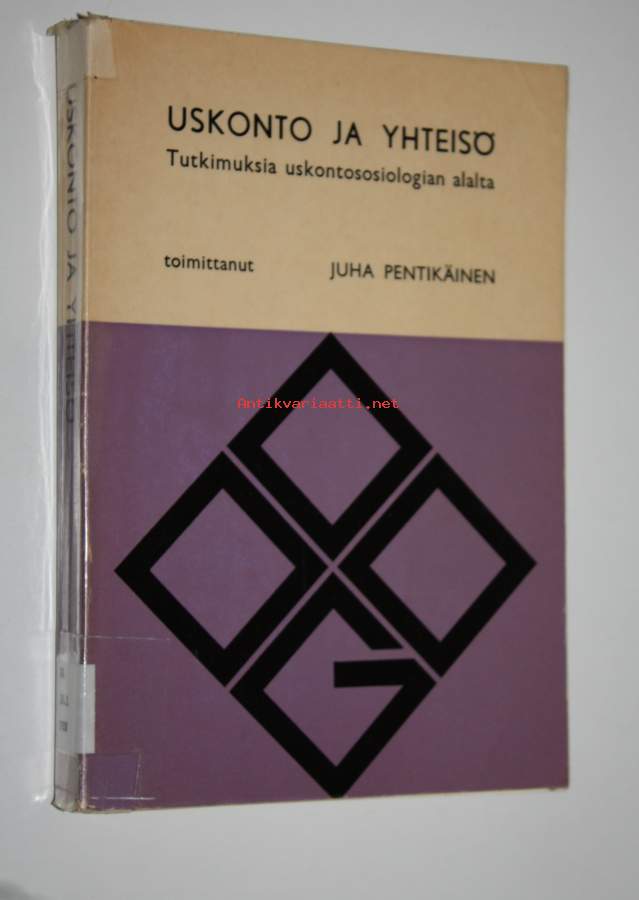 USKONTO JA YHTEISÖ
Tutkimuksia uskontososiologian alalta
toimittanut JUHA PENTIKÄINEN
Antikvariaatti.net
USKONTO JA YHTEISÖ